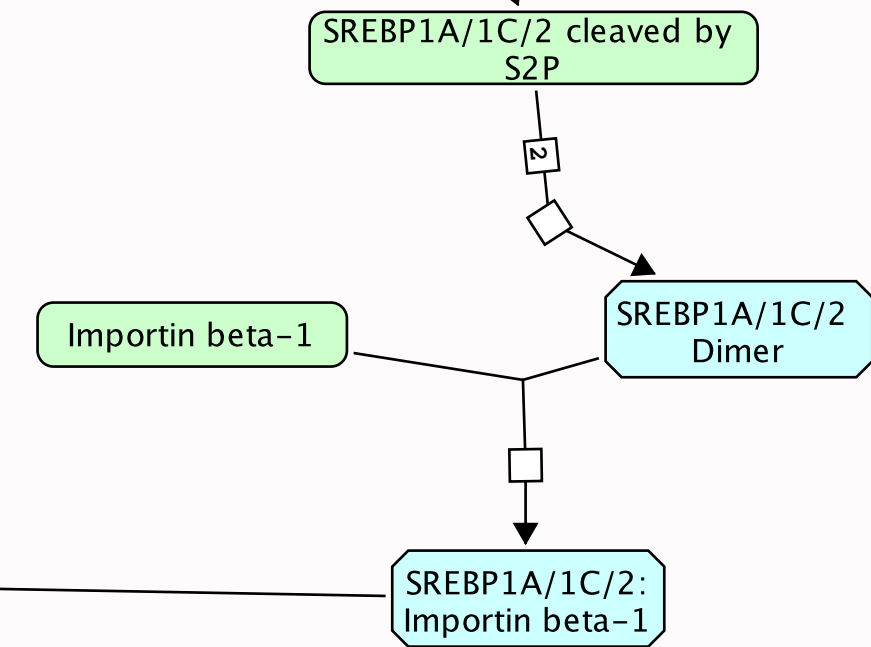 SREBP1A/1C/2 cleaved by
S2P
2
SREBP1A/1C/2
Dimer
Importin beta-1
SREBP1A/1C/2:
Importin beta-1